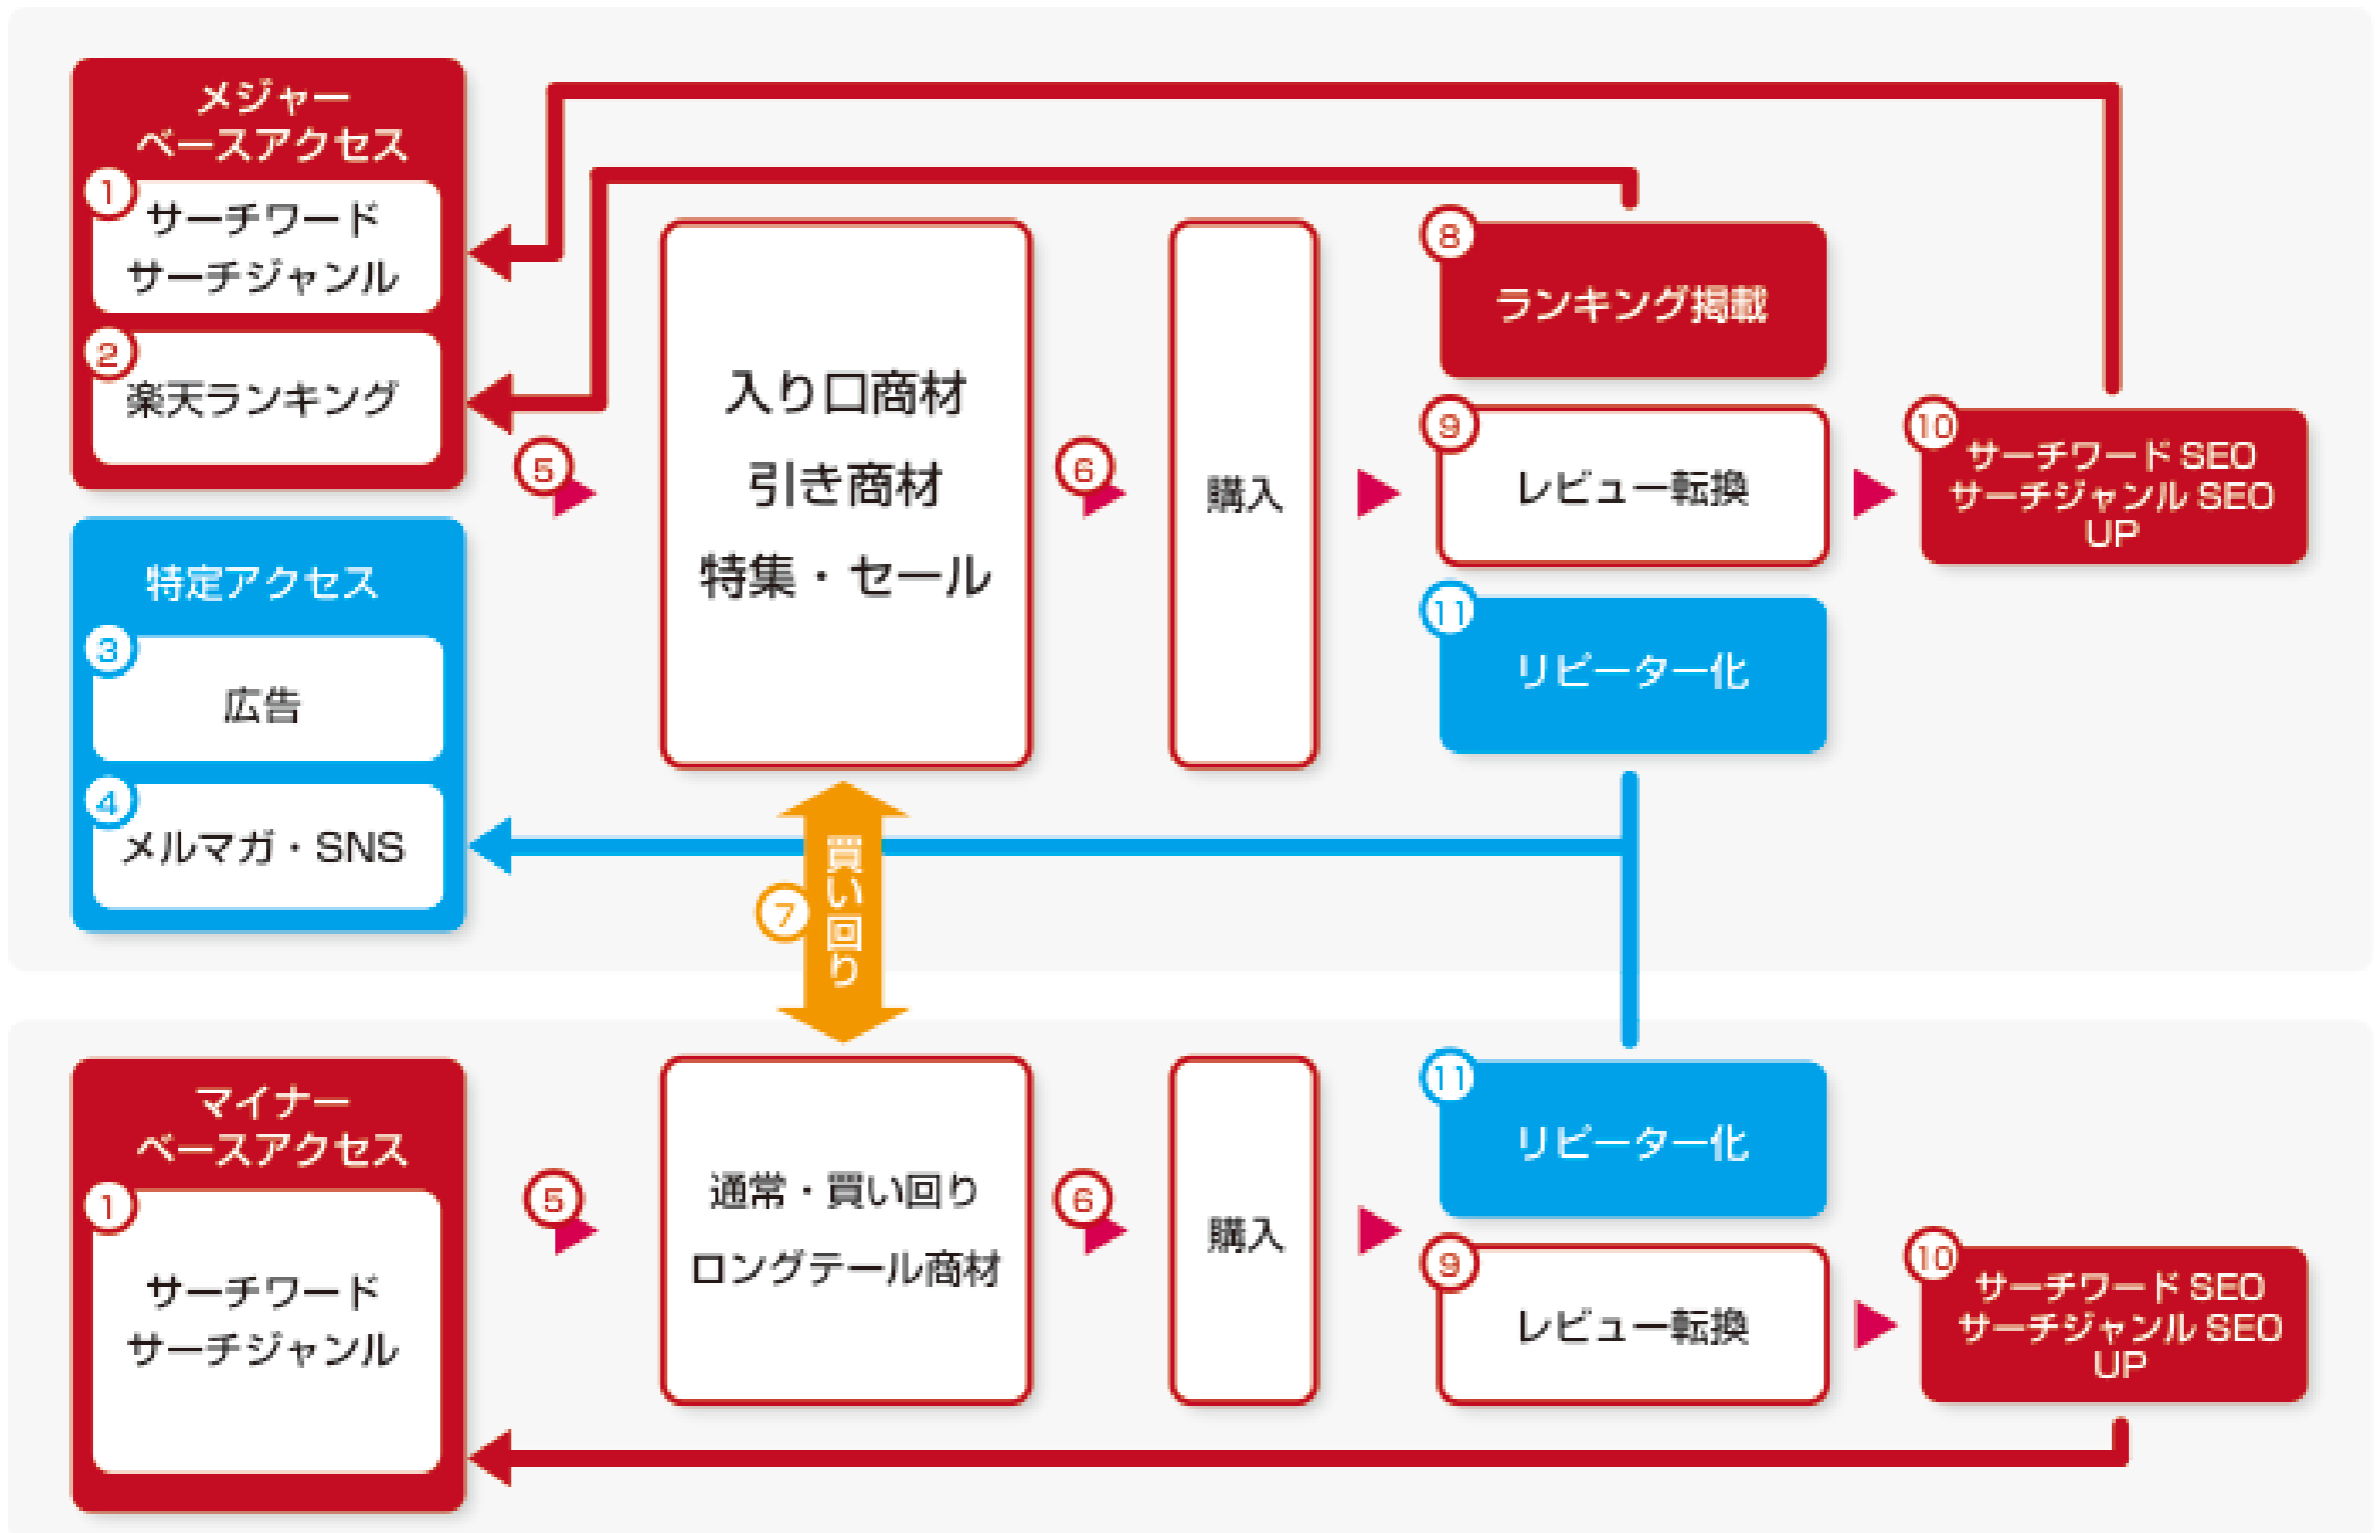 メジャー
ベースアクセス
1
サーチワード
サーチジャンル
2
楽天ランキング
特定アクセス
3
広告
4
メルマガ・SNS
5
入り口商材
引き商材
特集・セール
6
購入
8
ランキング掲載
9
レビュー転換
10
サーチワード SEO
サーチジャンル SEO
UP
11
リピーター化
7
買い回り
マイナー
ベースアクセス
1
サーチワード
サーチジャンル
5
通常・買い回り
ロングテール商材
6
購入
11
リピーター化
9
レビュー転換
10
サーチワード SEO
サーチジャンル SEO
UP